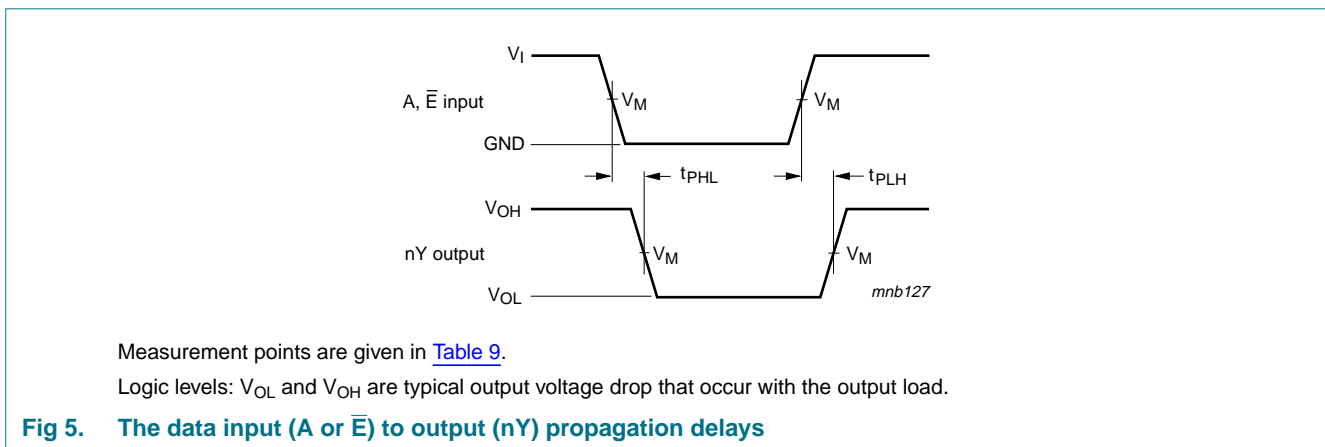 V_I
A, E̅ input
V_M
V_M
GND
t_PHL
t_PLH
V_OH
nY output
V_M
V_M
V_OL
mnb127
Measurement points are given in Table 9.
Logic levels: V_OL and V_OH are typical output voltage drop that occur with the output load.
Fig 5. The data input (A or E̅) to output (nY) propagation delays